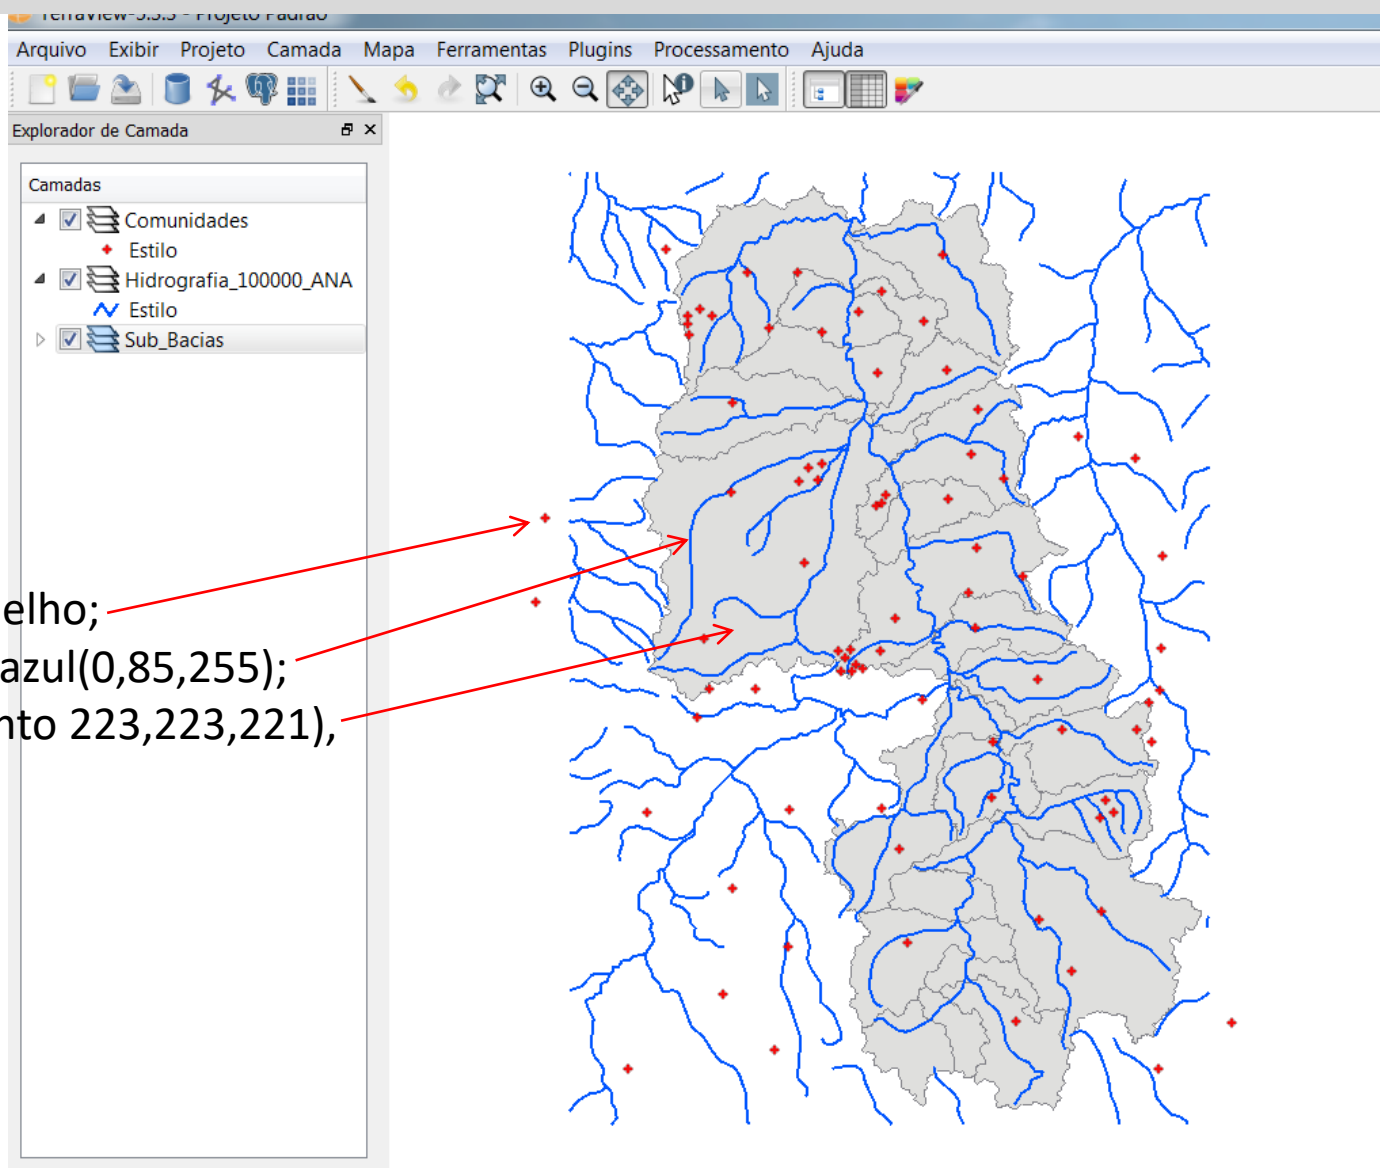 TerraView-5.3.3 - Projeto Padrão
Arquivo Exibir Projeto Camada Mapa Ferramentas Plugins Processamento Ajuda
Explorador de Camada
Camadas
Comunidades
Estilo
Hidrografia_100000_ANA
Estilo
Sub_Bacias
elho;
azul(0,85,255);
nto 223,223,221),